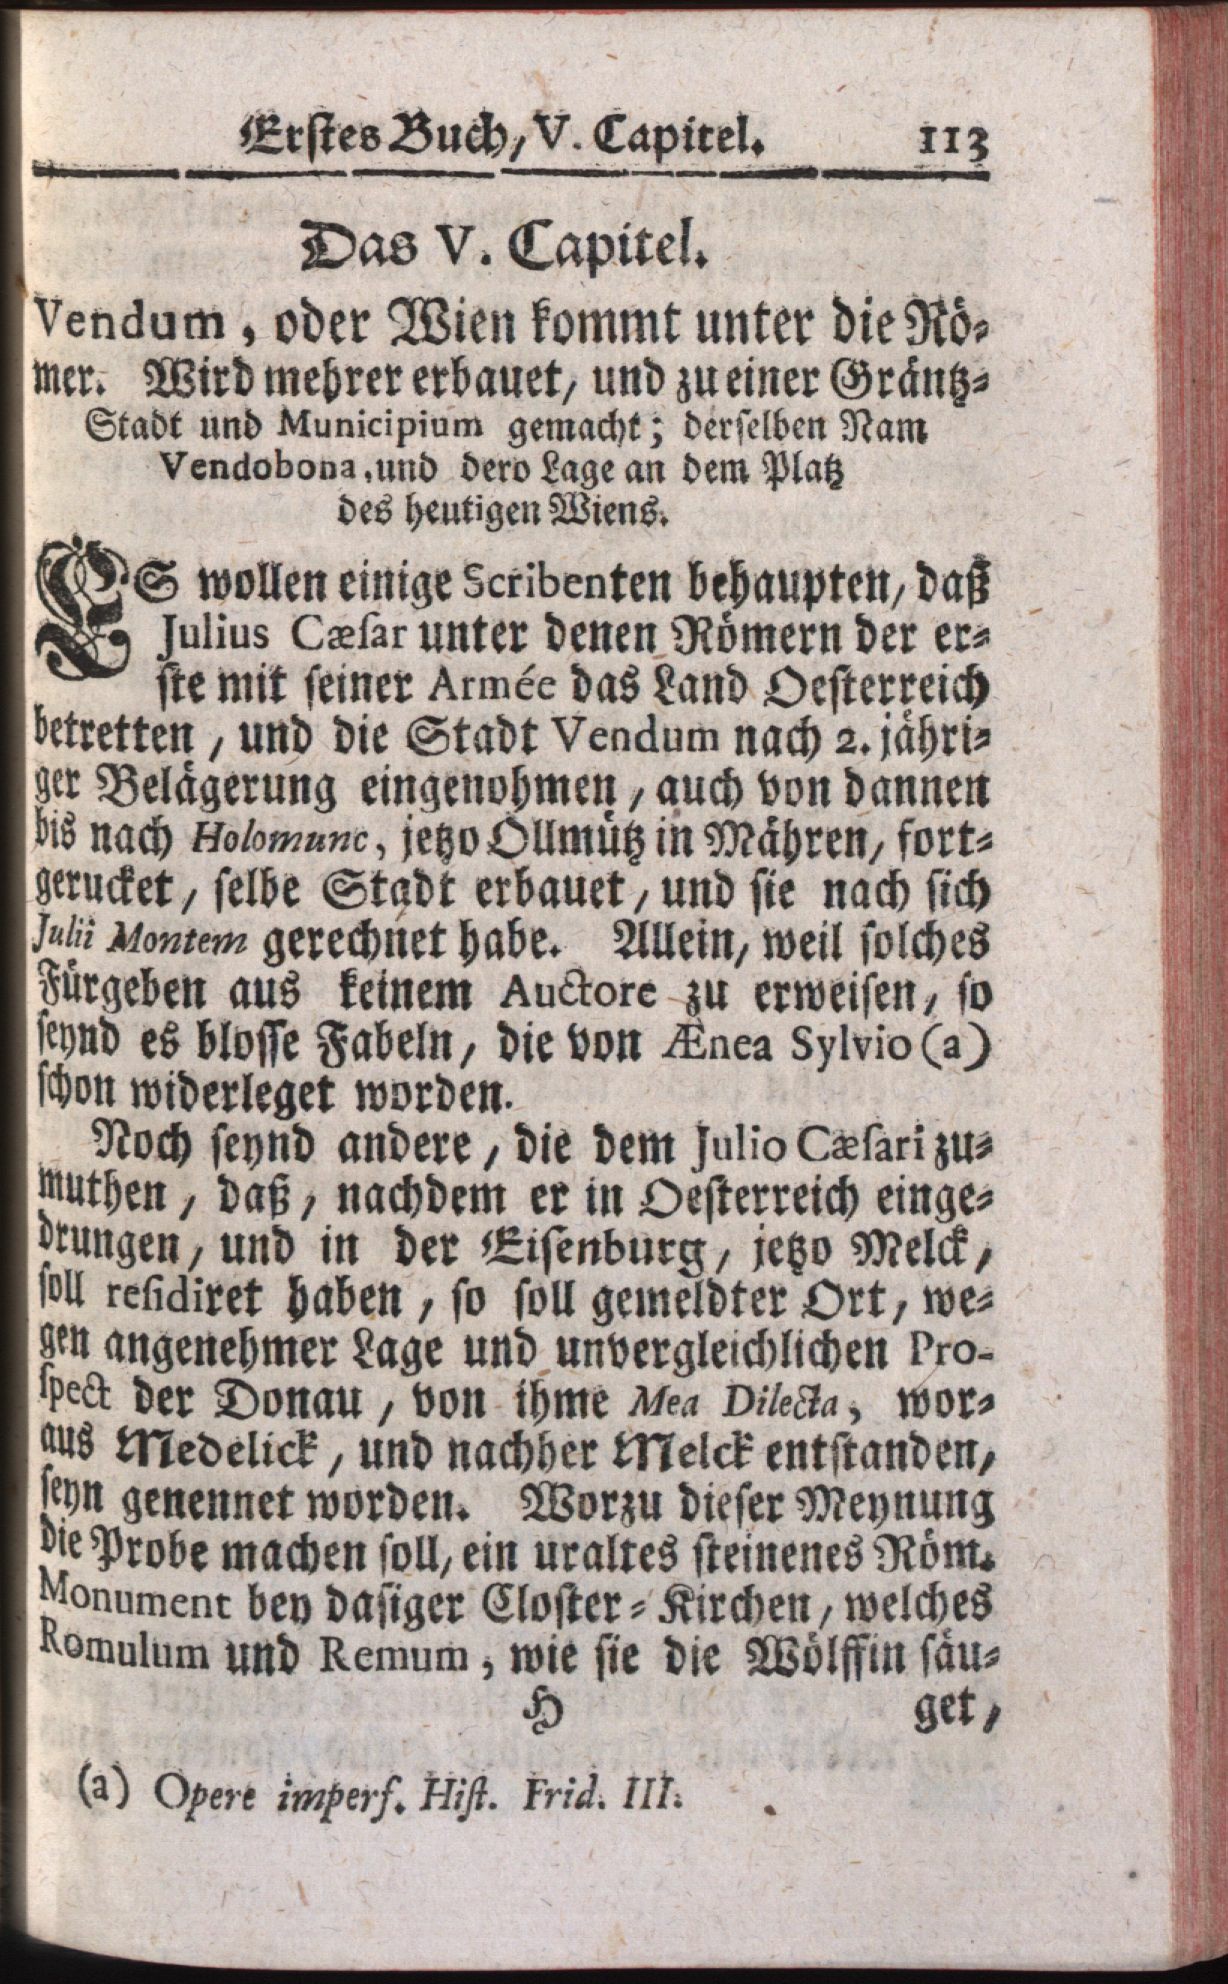 Erſtes Buch, V. Capitel. 113
Das V. Capitel.
Vendum, oder Wien kommt unter die Rö-
mer. Wird mehrer erbauet, und zu einer Gräntz-
Stadt und Municipium gemacht; derſelben Nam
Vendobona, und dero Lage an dem Platz
des heutigen Wiens.
ES wollen einige Scribenten behaupten, daß
Julius Cæſar unter denen Römern der er-
ſte mit ſeiner Armée das Land Oeſterreich
betretten, und die Stadt Vendum nach 2. jähri-
ger Belägerung eingenohmen, auch von dannen
bis nach Holomunc, jetzo Ollmütz in Mähren, fort-
gerucket, ſelbe Stadt erbauet, und ſie nach ſich
Julii Montem gerechnet habe. Allein, weil ſolches
Fürgeben aus keinem Auctore zu erweiſen, ſo
ſeynd es bloſſe Fabeln, die von Ænea Sylvio (a)
ſchon widerleget worden.
Noch ſeynd andere, die dem Julio Cæſari zu-
muthen, daß, nachdem er in Oeſterreich einge-
drungen, und in der Eiſenburg, jetzo Melck,
ſoll reſidiret haben, ſo ſoll gemeldter Ort, we-
gen angenehmer Lage und unvergleichlichen Pro-
ſpect der Donau, von ihme Mea Dilecta, wor-
aus Medelick, und nachher Melck entſtanden,
ſeyn genennet worden. Worzu dieſer Meynung
die Probe machen ſoll, ein uraltes ſteinenes Röm.
Monument bey daſiger Cloſter-Kirchen, welches
Romulum und Remum, wie ſie die Wölffin ſäu-
H get,
(a) Opere imperf. Hiſt. Frid. III.